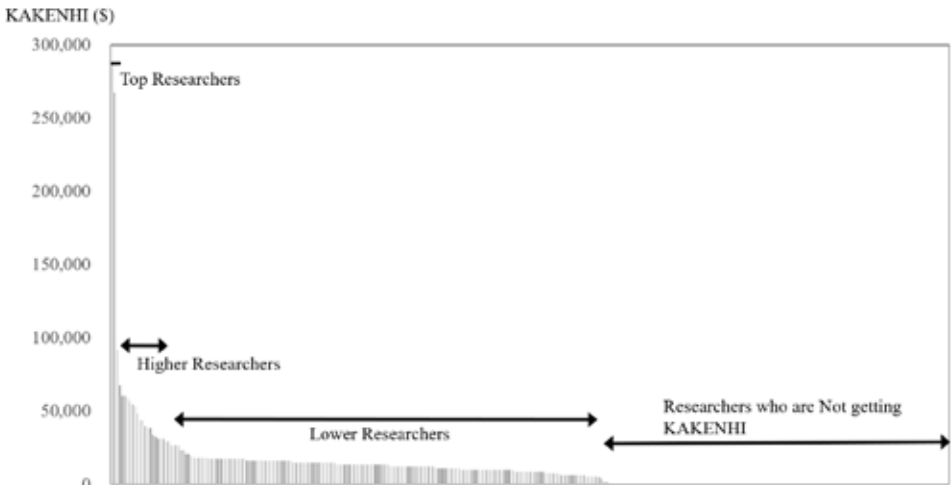 KAKENHI ($)
300,000
Top Researchers
250,000
200,000
150,000
100,000
Higher Researchers
50,000
Researchers who are Not getting
KAKENHI
Lower Researchers
0